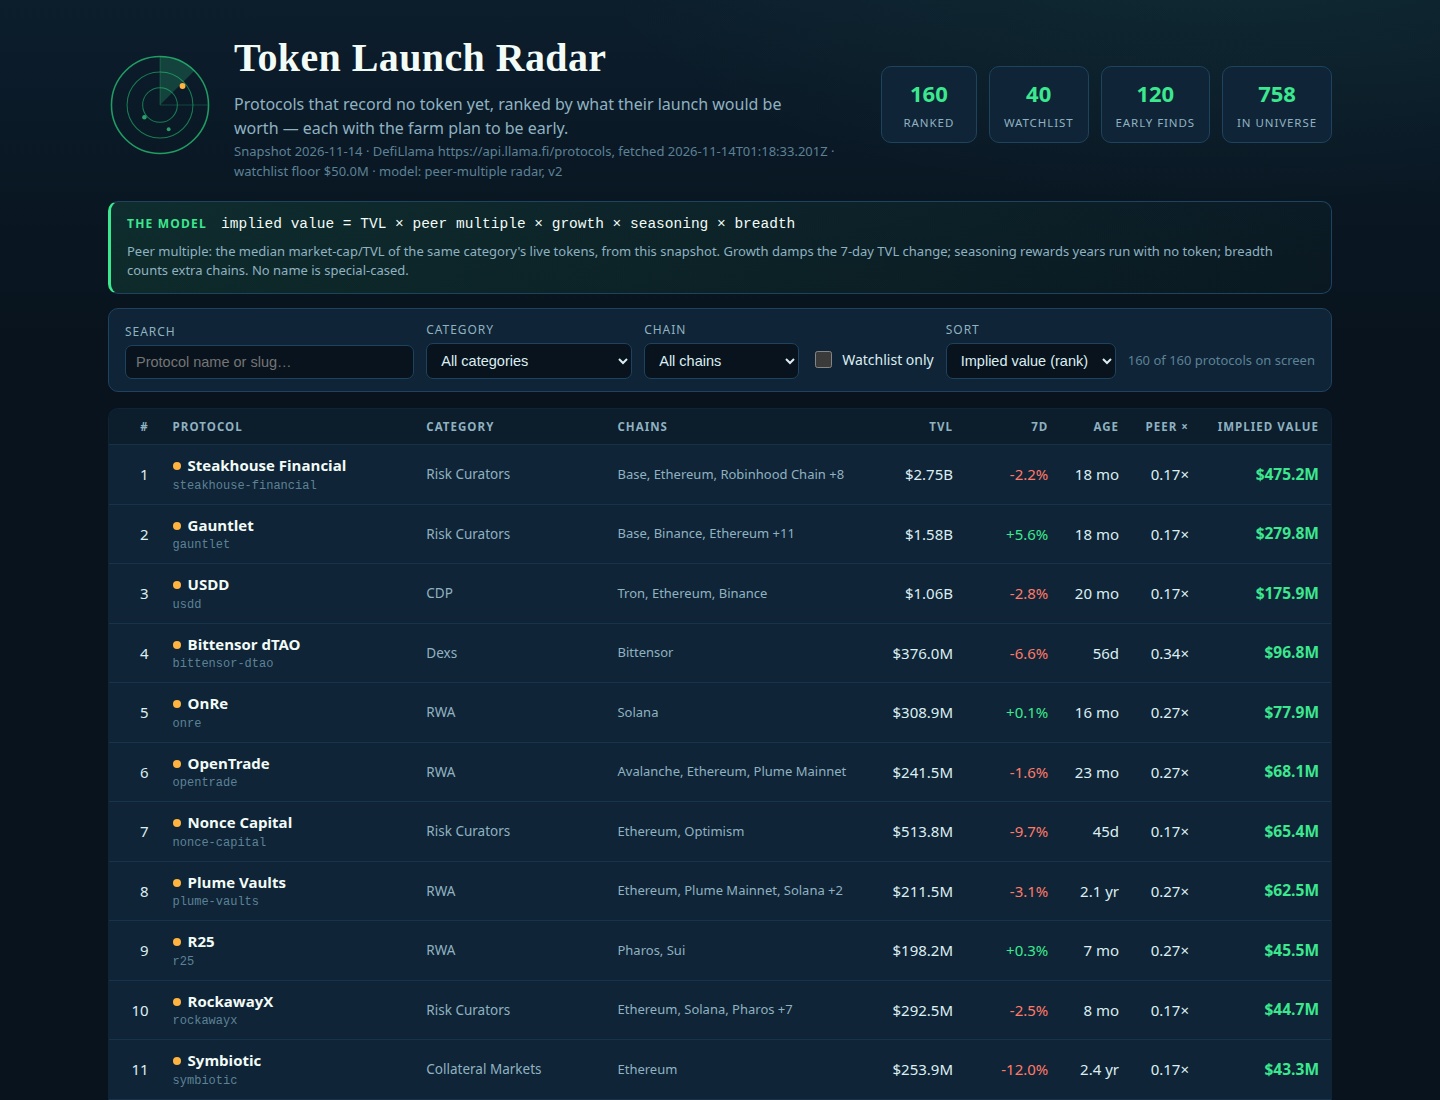 Token Launch Radar
Protocols that record no token yet, ranked by what their launch would be
worth — each with the farm plan to be early.
Snapshot 2026-11-14 · DefiLlama https://api.llama.fi/protocols, fetched 2026-11-14T01:18:33.201Z ·
watchlist floor $50.0M · model: peer-multiple radar, v2
160
RANKED
40
WATCHLIST
120
EARLY FINDS
758
IN UNIVERSE
THE MODEL implied value = TVL × peer multiple × growth × seasoning × breadth
Peer multiple: the median market-cap/TVL of the same category's live tokens, from this snapshot. Growth damps the 7-day TVL change; seasoning rewards years run with no token; breadth
counts extra chains. No name is special-cased.
SEARCH
Protocol name or slug…
CATEGORY
All categories
CHAIN
All chains
Watchlist only
SORT
Implied value (rank)
160 of 160 protocols on screen
# PROTOCOL CATEGORY CHAINS TVL 7D AGE PEER × IMPLIED VALUE
1 Steakhouse Financial Risk Curators Base, Ethereum, Robinhood Chain +8 $2.75B -2.2% 18 mo 0.17× $475.2M
steakhouse-financial
2 Gauntlet Risk Curators Base, Binance, Ethereum +11 $1.58B +5.6% 18 mo 0.17× $279.8M
gauntlet
3 USDD CDP Tron, Ethereum, Binance $1.06B -2.8% 20 mo 0.17× $175.9M
usdd
4 Bittensor dTAO Dexs Bittensor $376.0M -6.6% 56d 0.34× $96.8M
bittensor-dtao
5 OnRe RWA Solana $308.9M +0.1% 16 mo 0.27× $77.9M
onre
6 OpenTrade RWA Avalanche, Ethereum, Plume Mainnet $241.5M -1.6% 23 mo 0.27× $68.1M
opentrade
7 Nonce Capital Risk Curators Ethereum, Optimism $513.8M -9.7% 45d 0.17× $65.4M
nonce-capital
8 Plume Vaults RWA Ethereum, Plume Mainnet, Solana +2 $211.5M -3.1% 2.1 yr 0.27× $62.5M
plume-vaults
9 R25 RWA Pharos, Sui $198.2M +0.3% 7 mo 0.27× $45.5M
r25
10 RockawayX Risk Curators Ethereum, Solana, Pharos +7 $292.5M -2.5% 8 mo 0.17× $44.7M
rockawayx
11 Symbiotic Collateral Markets Ethereum $253.9M -12.0% 2.4 yr 0.17× $43.3M
symbiotic